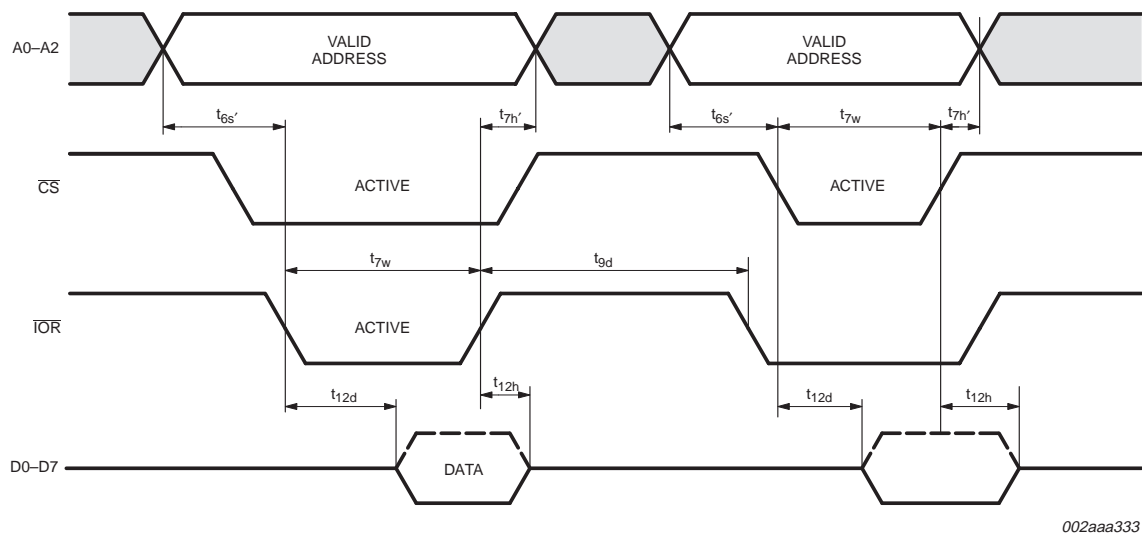 A0–A2
VALID
ADDRESS
VALID
ADDRESS
t6s′
t7h′
t6s′
t7w
t7h′
CS
ACTIVE
ACTIVE
t7w
t9d
IOR
ACTIVE
t12d
t12h
t12d
t12h
D0–D7
DATA
002aaa333